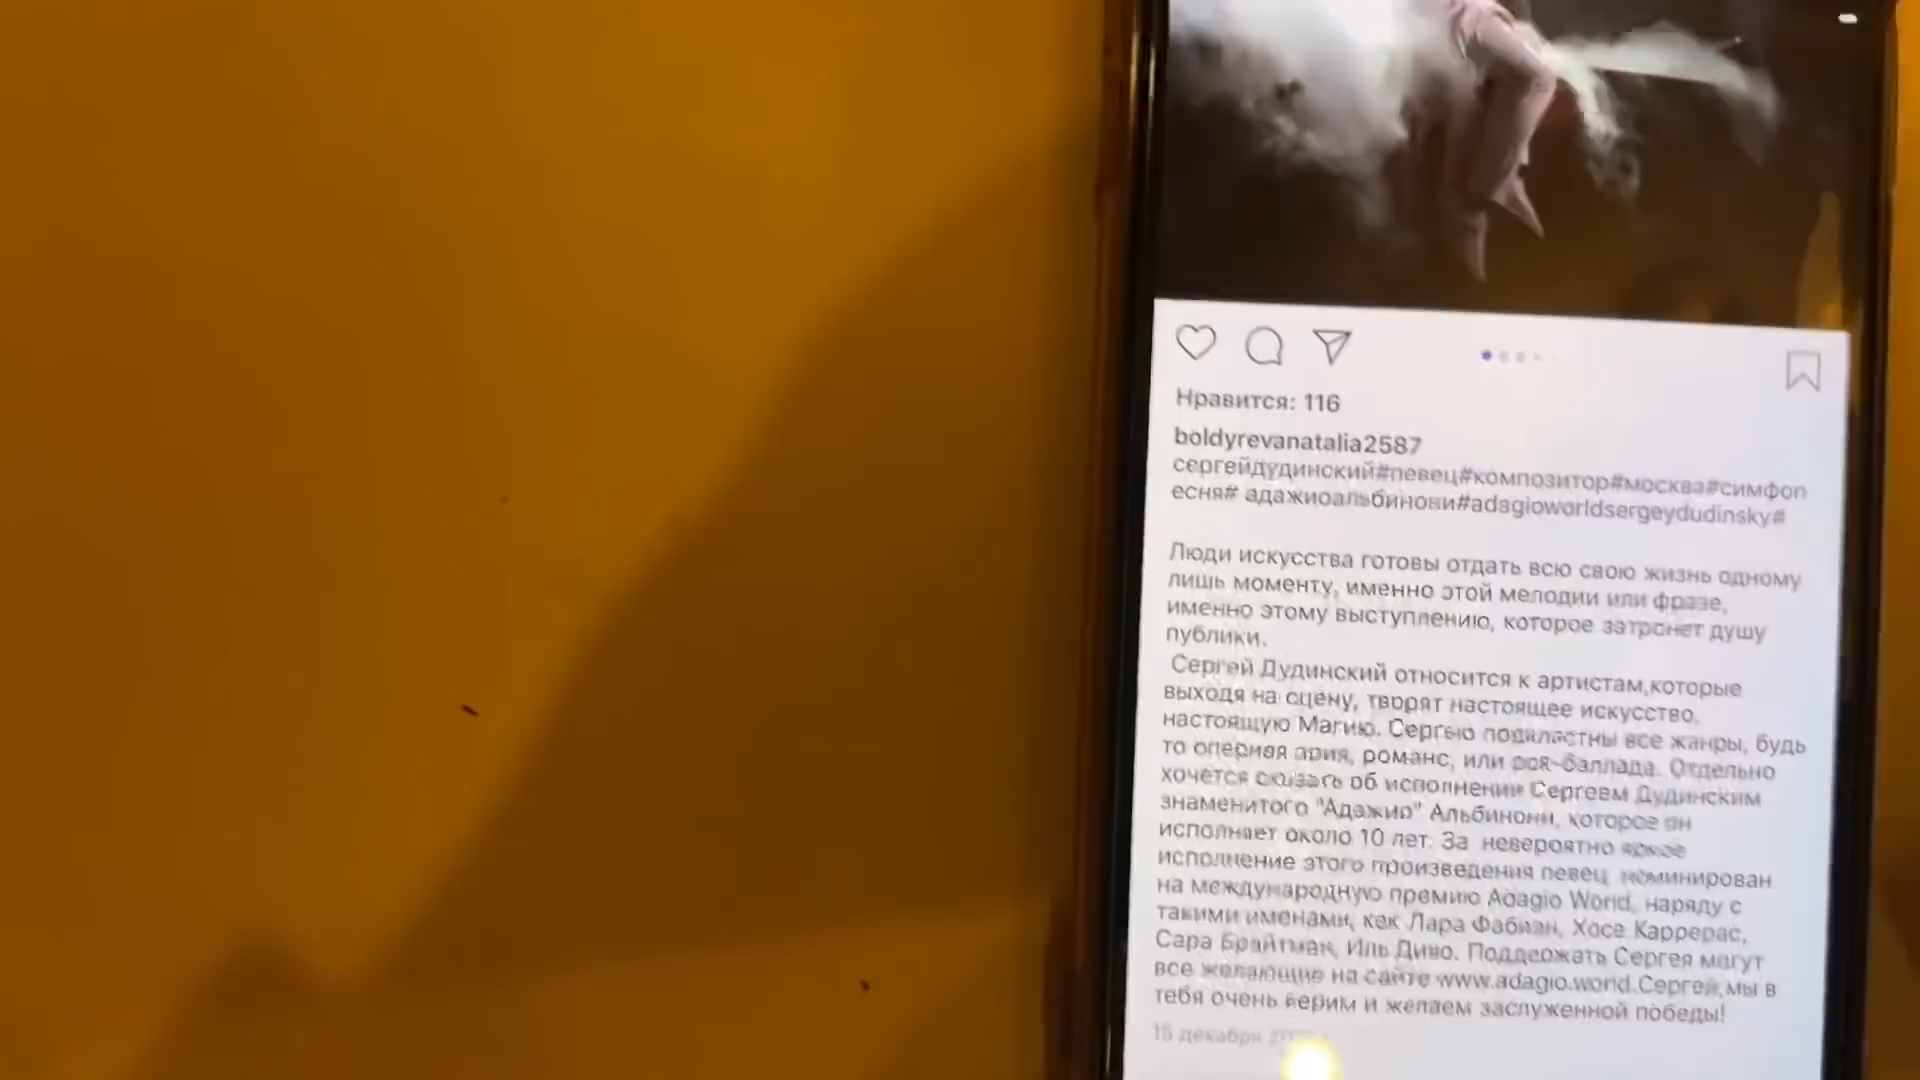 Нравится: 116
boldyrevanatalia2587
сергейдудинский#певец#композитор#москва#симфоп
есня# адажиоальбинони#adagioworldsergeydudinsky#
Люди искусства готовы отдать всю свою жизнь одному
лишь моменту, именно этой мелодии или фразе,
именно этому выступлению, которое затронет душу
публики.
Сергей Дудинский относится к артистам,которые
выходя на сцену, творят настоящее искусство,
настоящую Магию. Сергею подвластны все жанры, будь
то оперная ария, романс, или рок-баллада. Отдельно
хочется сказать об исполнении Сергеем Дудинским
знаменитого "Адажио" Альбинони, которое он
исполняет около 10 лет. За невероятно яркое
исполнение этого произведения певец номинирован
на международную премию Adagio World, наряду с
такими именами, как Лара Фабиан, Хосе Каррерас,
Сара Брайтман, Иль Диво. Поддержать Сергея могут
все желающие на сайте www.adagio.world.Сергей,мы в
тебя очень верим и желаем заслуженной победы!
15 декабря